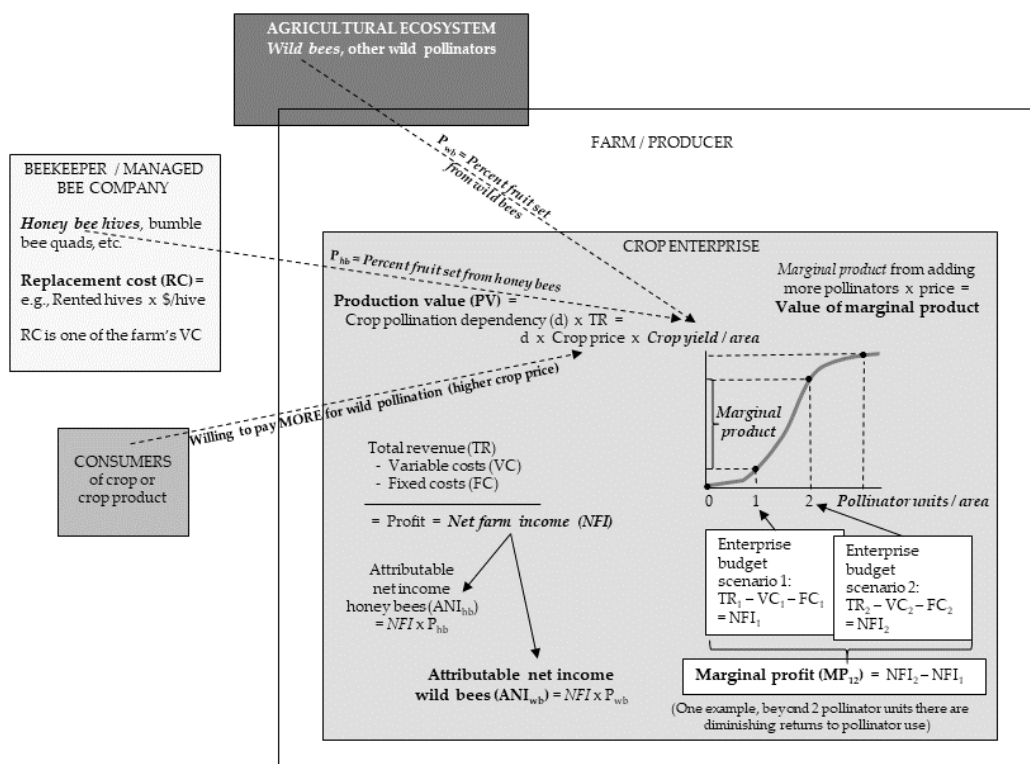 AGRICULTURAL ECOSYSTEM
Wild bees, other wild pollinators
FARM / PRODUCER
BEEKEEPER / MANAGED
BEE COMPANY
Honey bee hives, bumble
bee quads, etc.
Replacement cost (RC) =
e.g., Rented hives x $/hive
RC is one of the farm's VC
P_wb = Percent fruit set
from wild bees
P_hb = Percent fruit set from honey bees
CROP ENTERPRISE
Production value (PV) =
Crop pollination dependency (d) x TR =
d x Crop price x Crop yield / area
Marginal product from adding
more pollinators x price =
Value of marginal product
Willing to pay MORE for wild pollination (higher crop price)
CONSUMERS
of crop or
crop product
Marginal
product
0 1 2 Pollinator units / area
Total revenue (TR)
- Variable costs (VC)
- Fixed costs (FC)
= Profit = Net farm income (NFI)
Attributable
net income
honey bees (ANI_hb)
= NFI x P_hb
Attributable net income
wild bees (ANI_wb) = NFI x P_wb
Enterprise
budget
scenario 1:
TR₁ – VC₁ – FC₁
= NFI₁
Enterprise
budget
scenario 2:
TR₂ – VC₂ – FC₂
= NFI₂
Marginal profit (MP₁₂) = NFI₂ – NFI₁
(One example, beyond 2 pollinator units there are
diminishing returns to pollinator use)